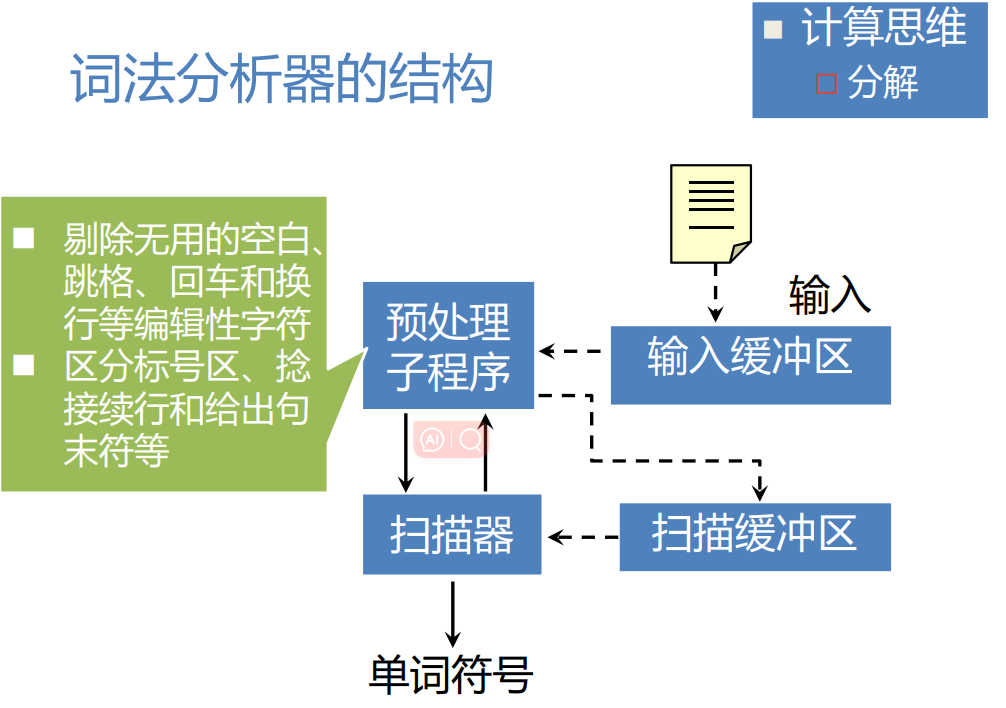 词法分析器的结构
计算思维
分解
剔除无用的空白、
跳格、回车和换
行等编辑性字符
区分标号区、捻
接续行和给出句
末符等
预处理
子程序
输入
输入缓冲区
AI
扫描器
扫描缓冲区
单词符号